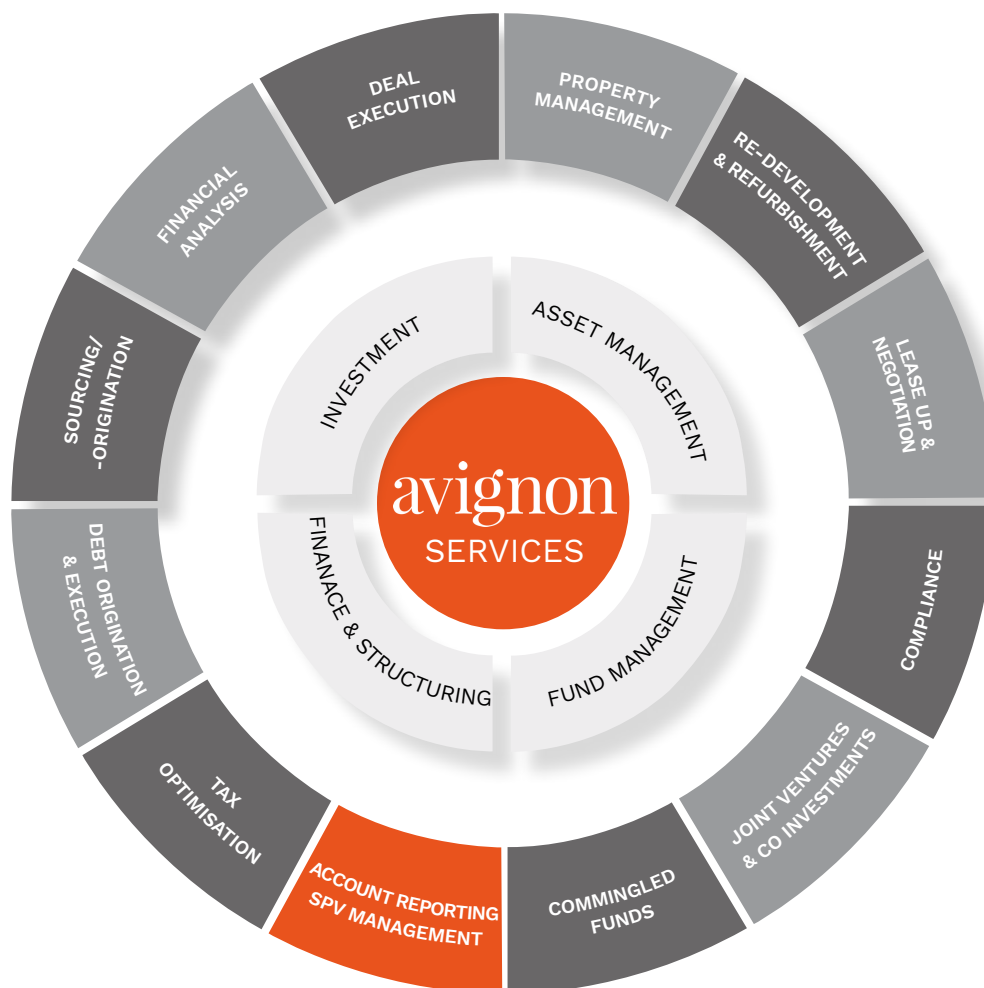 DEAL
EXECUTION
PROPERTY
MANAGEMENT
RE-DEVELOPMENT
& REFURBISHMENT
LEASE UP &
NEGOTIATION
COMPLIANCE
JOINT VENTURES
& CO INVESTMENTS
COMMINGLED
FUNDS
ACCOUNT REPORTING
SPV MANAGEMENT
TAX
OPTIMISATION
DEBT ORIGINATION
& EXECUTION
SOURCING/
-ORIGINATION
FINANCIAL
ANALYSIS
INVESTMENT
ASSET MANAGEMENT
FUND MANAGEMENT
FINANACE & STRUCTURING
avignon
SERVICES